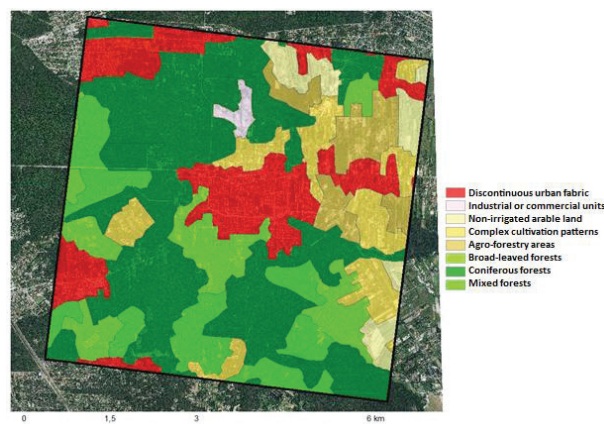 Discontinuous urban fabric
Industrial or commercial units
Non-irrigated arable land
Complex cultivation patterns
Agro-forestry areas
Broad-leaved forests
Coniferous forests
Mixed forests
0 1,5 3 6 km